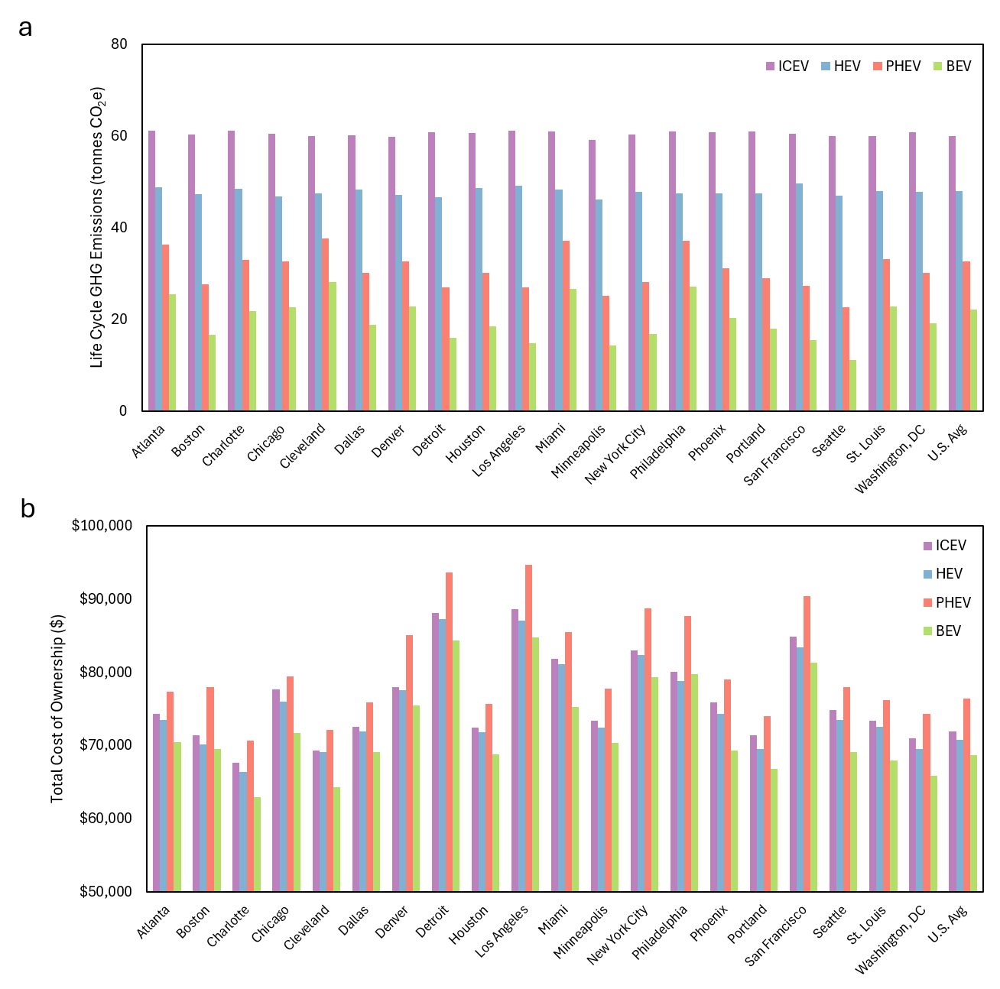 a
80
ICEV HEV PHEV BEV
60
40
20
0
Life Cycle GHG Emissions (tonnes CO₂e)
Atlanta
Boston
Charlotte
Chicago
Cleveland
Dallas
Denver
Detroit
Houston
Los Angeles
Miami
Minneapolis
New York City
Philadelphia
Phoenix
Portland
San Francisco
Seattle
St. Louis
Washington, DC
U.S. Avg
b
$100,000
$90,000
$80,000
$70,000
$60,000
$50,000
Total Cost of Ownership ($)
ICEV
HEV
PHEV
BEV
Atlanta
Boston
Charlotte
Chicago
Cleveland
Dallas
Denver
Detroit
Houston
Los Angeles
Miami
Minneapolis
New York City
Philadelphia
Phoenix
Portland
San Francisco
Seattle
St. Louis
Washington, DC
U.S. Avg